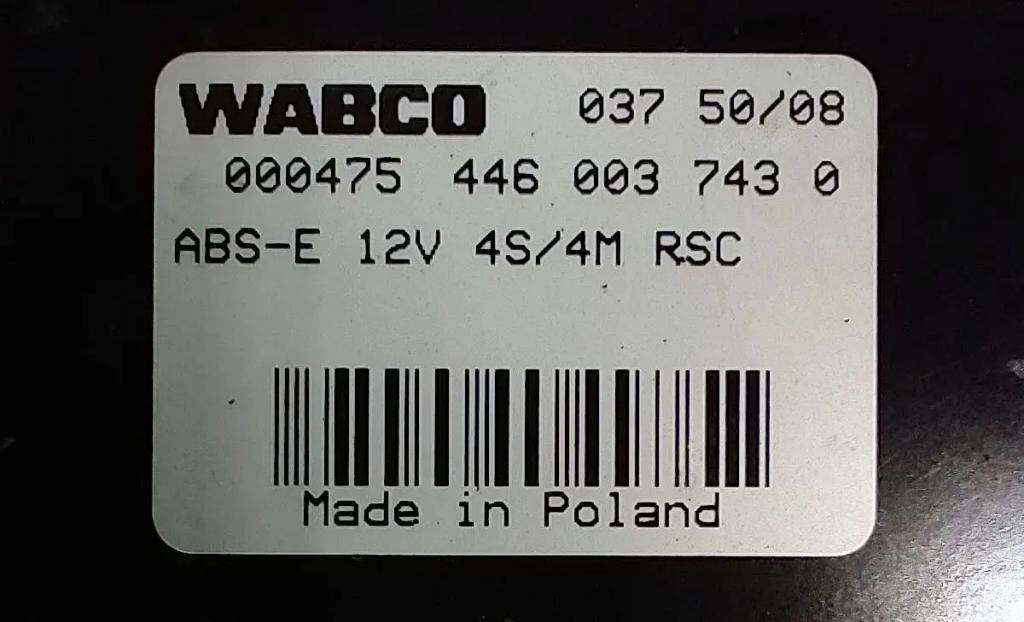 WABCO 037 50/08
000475 446 003 743 0
ABS-E 12V 4S/4M RSC
Made in Poland